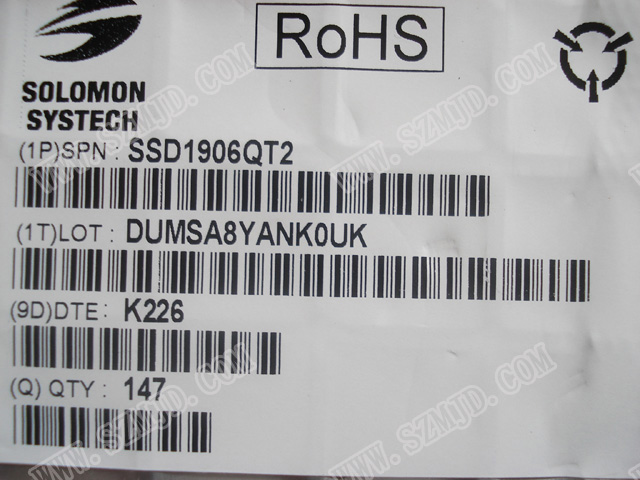 RoHS
SOLOMON
SYSTECH
(1P)SPN : SSD1906QT2
(1T)LOT : DUMSA8YANK0UK
(9D)DTE: K226
(Q) QTY : 147
WWW.SZMJD.COM
WWW.SZMJD.COM
WWW.SZMJD.COM
WWW.SZMJD.COM